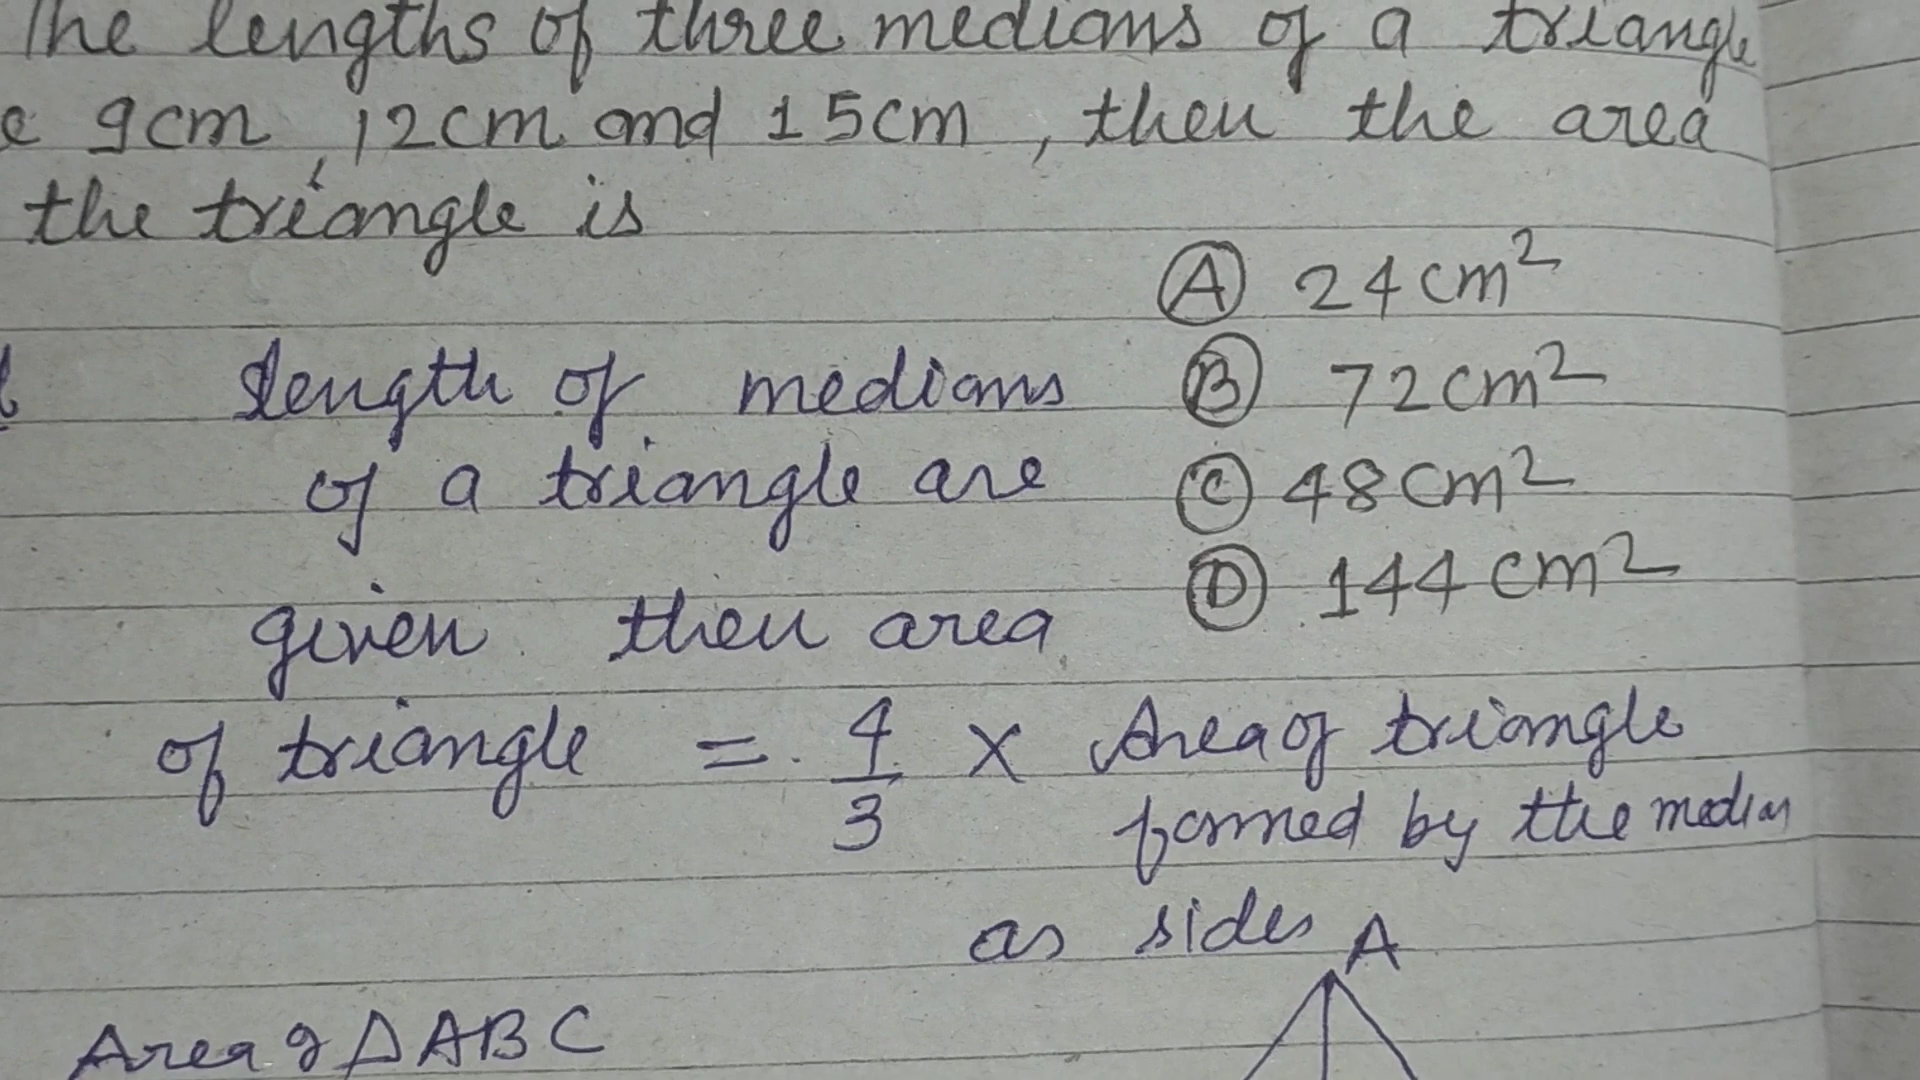 The lengths of three medians of a triangle
9cm, 12cm and 15cm, then the area
the triangle is
(A) 24cm²
length of medians
(B) 72cm²
of a triangle are
(C) 48cm²
given then area
(D) 144cm²
of triangle = 4/3 × Area of triangle
formed by the median
as sides
A
Area of △ABC